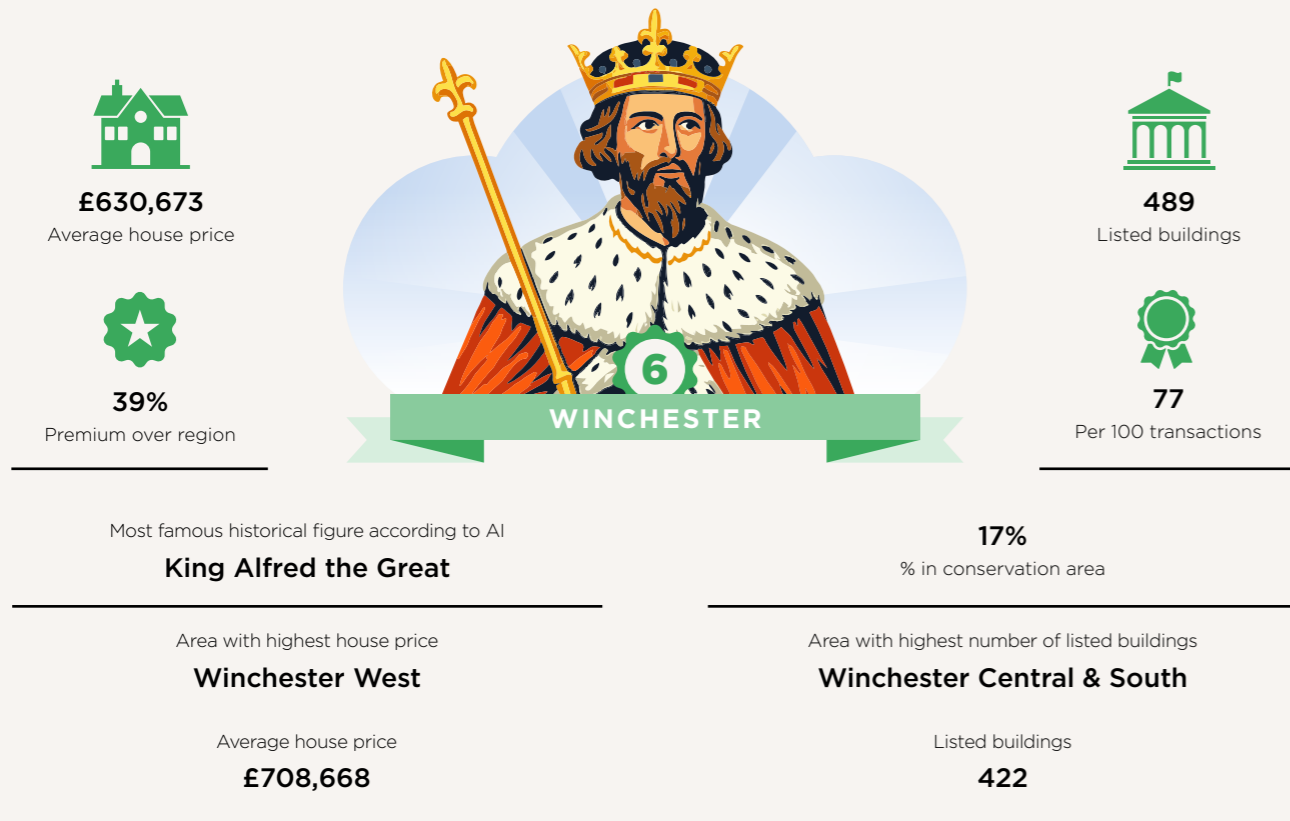 £630,673
Average house price
39%
Premium over region
6
WINCHESTER
489
Listed buildings
77
Per 100 transactions
Most famous historical figure according to AI
King Alfred the Great
17%
% in conservation area
Area with highest house price
Winchester West
Average house price
£708,668
Area with highest number of listed buildings
Winchester Central & South
Listed buildings
422